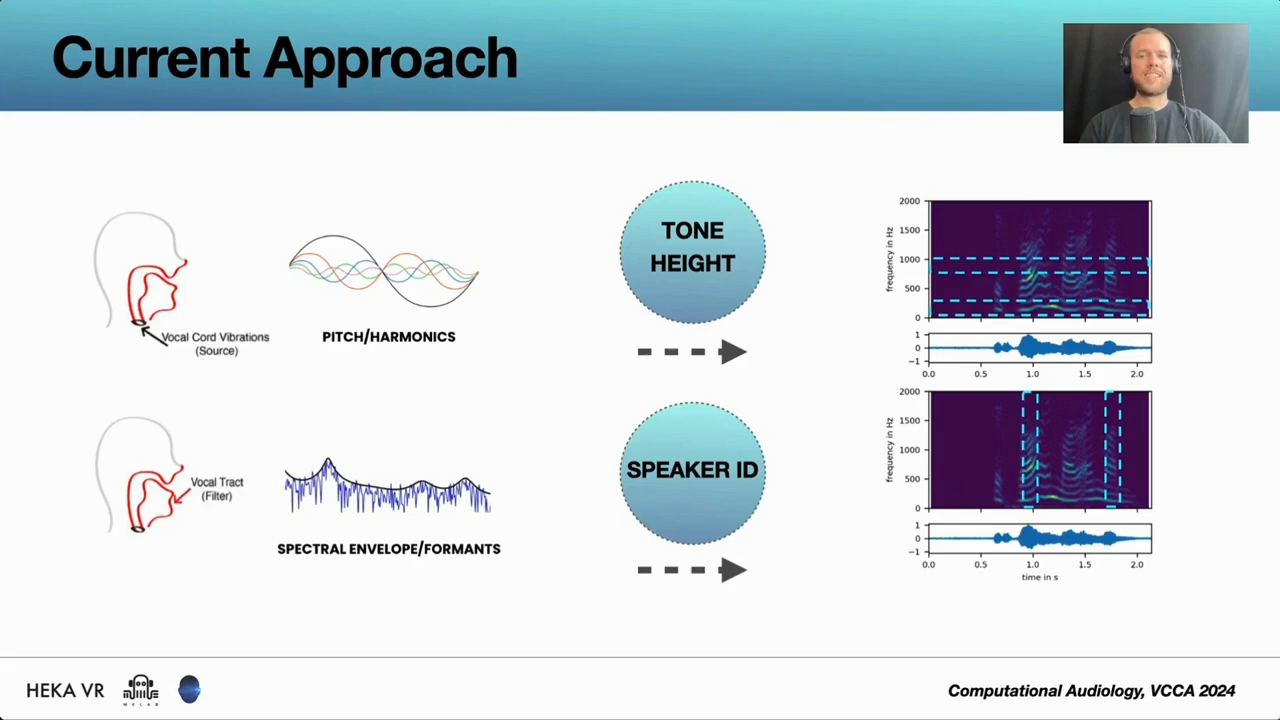 Current Approach
Vocal Cord Vibrations
(Source)
PITCH/HARMONICS
TONE
HEIGHT
2000
1500
1000
500
0
frequency in Hz
1
0
−1
0.0 0.5 1.0 1.5 2.0
Vocal Tract
(Filter)
SPECTRAL ENVELOPE/FORMANTS
SPEAKER ID
2000
1500
1000
500
0
frequency in Hz
1
0
−1
0.0 0.5 1.0 1.5 2.0
time in s
HEKA VR
MCLAB
Computational Audiology, VCCA 2024